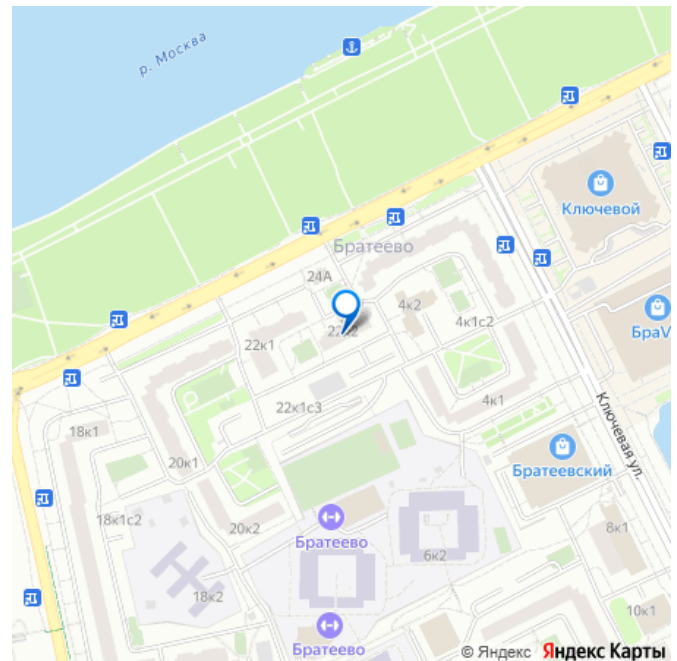 р. Москва
Ключевой
Братеево
24А
4к2
22к2
4к1с2
БраV
22к1
22к1с3
4к1
Ключевая ул.
18к1
20к1
Братеевский
18к1с2
20к2
Братеево
6к2
8к1
18к2
10к1
Братеево
© Яндекс Яндекс Карты